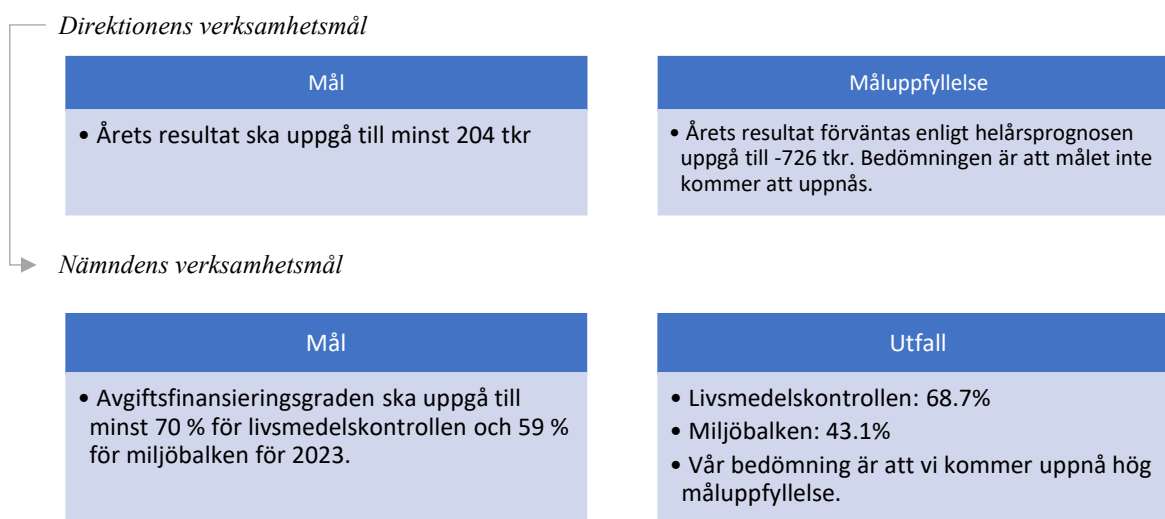 Direktionens verksamhetsmål
Mål
• Årets resultat ska uppgå till minst 204 tkr
Måluppfyllelse
• Årets resultat förväntas enligt helårsprognosen
uppgå till -726 tkr. Bedömningen är att målet inte
kommer att uppnås.
Nämndens verksamhetsmål
Mål
• Avgiftsfinansieringsgraden ska uppgå till
minst 70 % för livsmedelskontrollen och 59 %
för miljöbalken för 2023.
Utfall
• Livsmedelskontrollen: 68.7%
• Miljöbalken: 43.1%
• Vår bedömning är att vi kommer uppnå hög
måluppfyllelse.